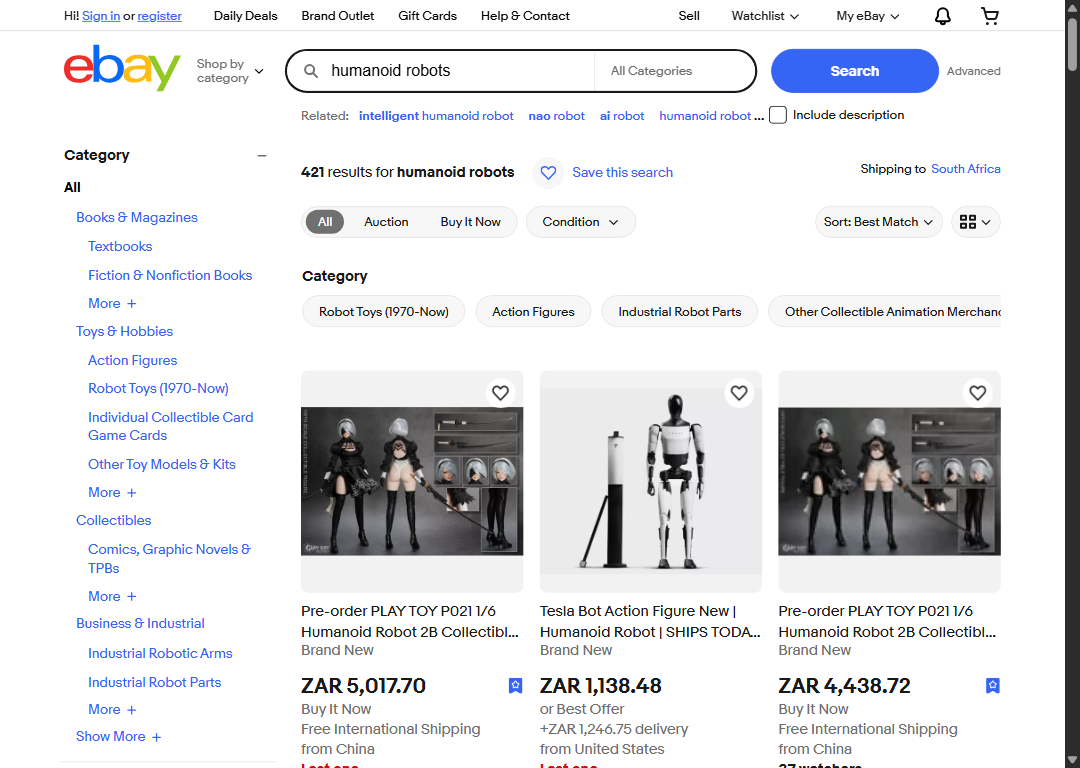 Hi! Sign in or register
Daily Deals
Brand Outlet
Gift Cards
Help & Contact
Sell
Watchlist
My eBay
ebay
Shop by
category
humanoid robots
All Categories
Search
Advanced
Related: intelligent humanoid robot nao robot ai robot humanoid robot ...
Include description
Category
All
Books & Magazines
Textbooks
Fiction & Nonfiction Books
More +
Toys & Hobbies
Action Figures
Robot Toys (1970-Now)
Individual Collectible Card
Game Cards
Other Toy Models & Kits
More +
Collectibles
Comics, Graphic Novels &
TPBs
More +
Business & Industrial
Industrial Robotic Arms
Industrial Robot Parts
More +
Show More +
421 results for humanoid robots
Save this search
Shipping to South Africa
All
Auction
Buy It Now
Condition
Sort: Best Match
Category
Robot Toys (1970-Now)
Action Figures
Industrial Robot Parts
Other Collectible Animation Merchan
Pre-order PLAY TOY P021 1/6
Humanoid Robot 2B Collectibl...
Brand New
ZAR 5,017.70
Buy It Now
Free International Shipping
from China
Last one
Tesla Bot Action Figure New |
Humanoid Robot | SHIPS TODA...
Brand New
ZAR 1,138.48
or Best Offer
+ZAR 1,246.75 delivery
from United States
Last one
Pre-order PLAY TOY P021 1/6
Humanoid Robot 2B Collectibl...
Brand New
ZAR 4,438.72
Buy It Now
Free International Shipping
from China
27 watchers